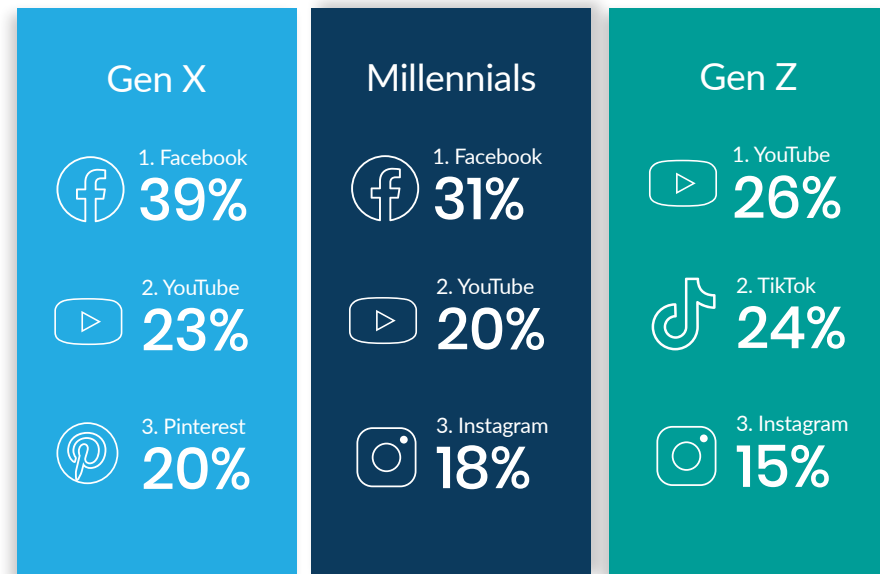 Gen X
1. Facebook
39%
2. YouTube
23%
3. Pinterest
20%
Millennials
1. Facebook
31%
2. YouTube
20%
3. Instagram
18%
Gen Z
1. YouTube
26%
2. TikTok
24%
3. Instagram
15%